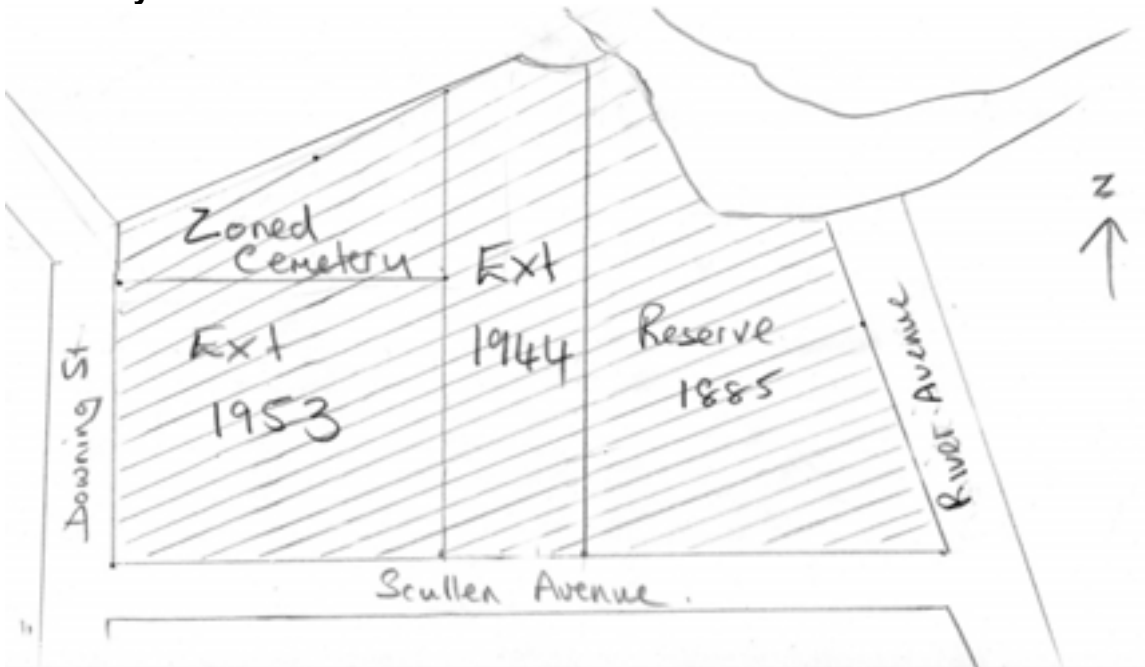 Zoned
Cemetery
Ext
1944
Ext
1953
Reserve
1885
Downing St
River Avenue
Scullen Avenue.
N